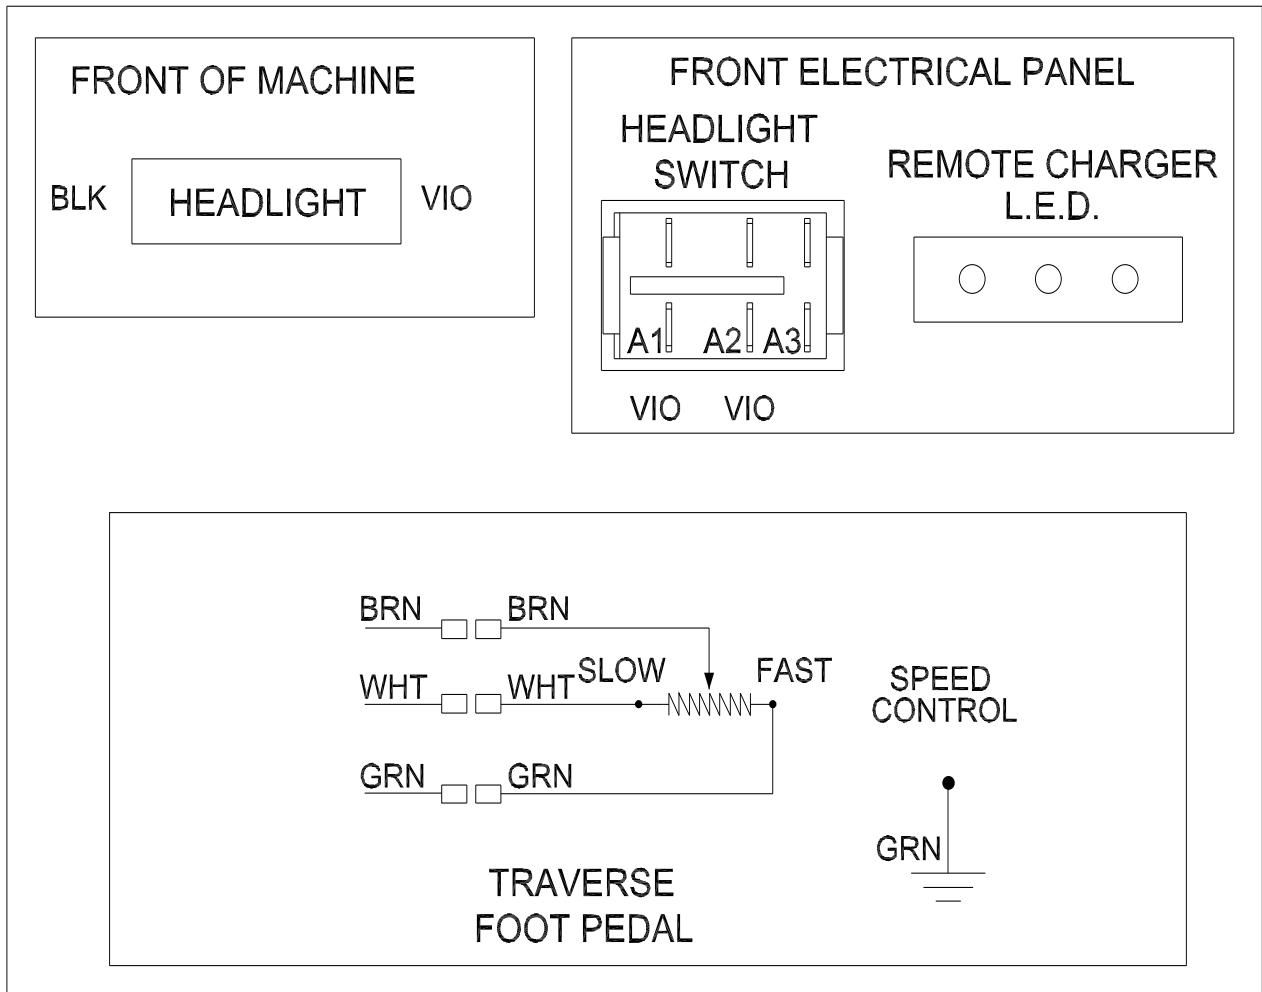 FRONT OF MACHINE
BLK
HEADLIGHT
VIO
FRONT ELECTRICAL PANEL
HEADLIGHT
SWITCH
REMOTE CHARGER
L.E.D.
A1
A2
A3
VIO
VIO
BRN
BRN
WHT
WHT
SLOW
FAST
SPEED
CONTROL
GRN
GRN
GRN
TRAVERSE
FOOT PEDAL